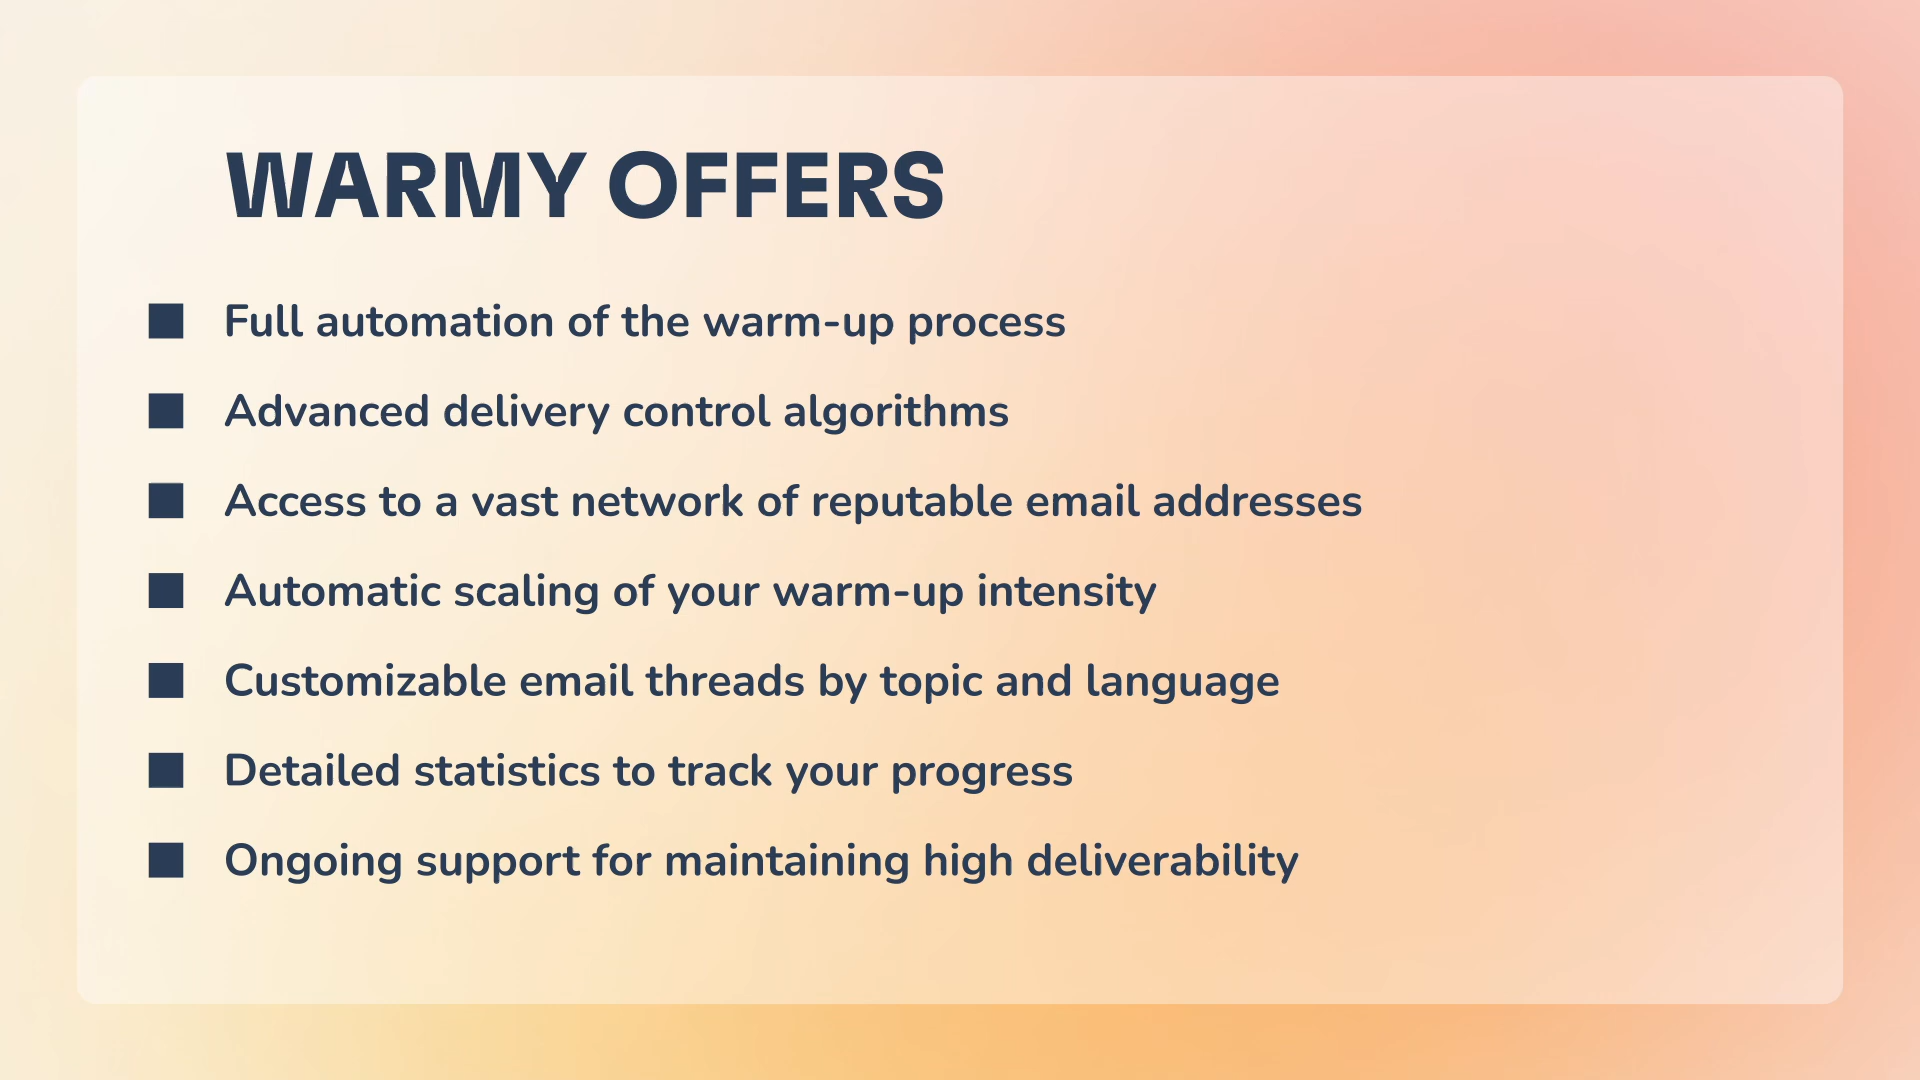 WARMY OFFERS
Full automation of the warm-up process
Advanced delivery control algorithms
Access to a vast network of reputable email addresses
Automatic scaling of your warm-up intensity
Customizable email threads by topic and language
Detailed statistics to track your progress
Ongoing support for maintaining high deliverability